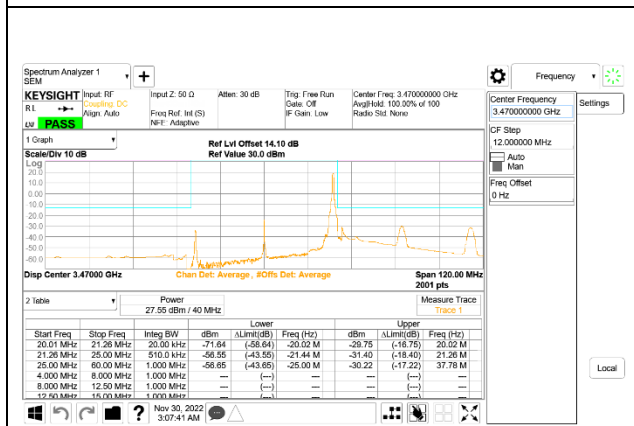 Spectrum Analyzer 1
SEM
Frequency
KEYSIGHT
Input: RF
Coupling: DC
Align: Auto
Input Z: 50 Ω
Freq Ref: Int (S)
NFE: Adaptive
Atten: 30 dB
Trig: Free Run
Gate: Off
IF Gain: Low
Center Freq: 3.470000000 GHz
Avg|Hold: 100.00% of 100
Radio Std: None
RL
PASS
Center Frequency
3.470000000 GHz
Settings
CF Step
12.000000 MHz
Auto
Man
Freq Offset
0 Hz
Local
1 Graph
Scale/Div 10 dB
Ref Lvl Offset 14.10 dB
Ref Value 30.0 dBm
Log
20.0
10.0
0.00
-10.0
-20.0
-30.0
-40.0
-50.0
-60.0
Disp Center 3.47000 GHz
Chan Det: Average, #Offs Det: Average
Span 120.00 MHz
2001 pts
2 Table
Power
27.55 dBm / 40 MHz
Measure Trace
Trace 1
Lower Upper
Start Freq Stop Freq Integ BW dBm ΔLimit(dB) Freq (Hz) dBm ΔLimit(dB) Freq (Hz)
20.01 MHz 21.26 MHz 20.00 kHz -71.64 (-58.64) -20.02 M -29.75 (-16.75) 20.02 M
21.26 MHz 25.00 MHz 510.0 kHz -56.55 (-43.55) -21.44 M -31.40 (-18.40) 21.26 M
25.00 MHz 60.00 MHz 1.000 MHz -56.65 (-43.65) -25.00 M -30.22 (-17.22) 37.78 M
4.000 MHz 8.000 MHz 1.000 MHz --- (---) --- --- (---) ---
8.000 MHz 12.50 MHz 1.000 MHz --- (---) --- --- (---) ---
12.50 MHz 15.00 MHz 1.000 MHz --- (---) --- --- (---) ---
Nov 30, 2022
3:07:41 AM